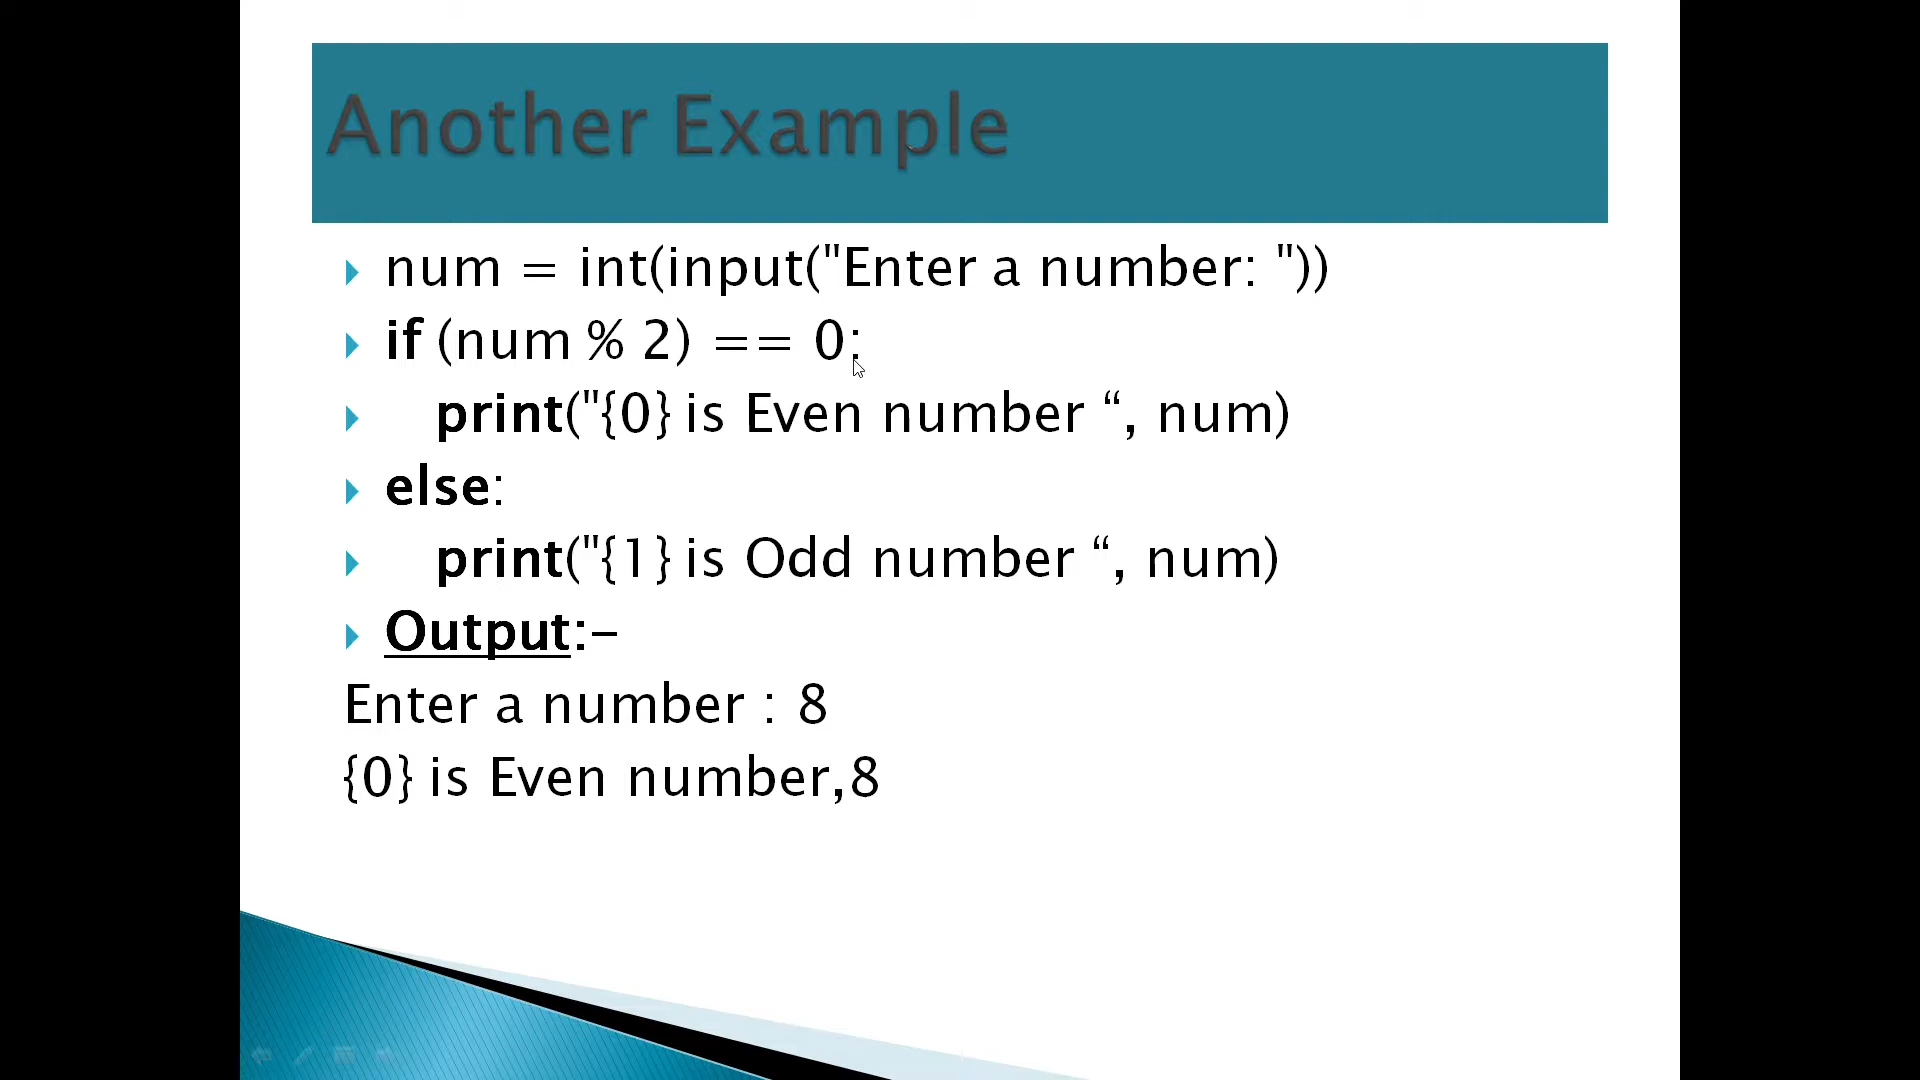 Another Example
num = int(input("Enter a number: "))
if (num % 2) == 0:
print("{0} is Even number “, num)
else:
print("{1} is Odd number “, num)
Output:-
Enter a number : 8
{0} is Even number,8